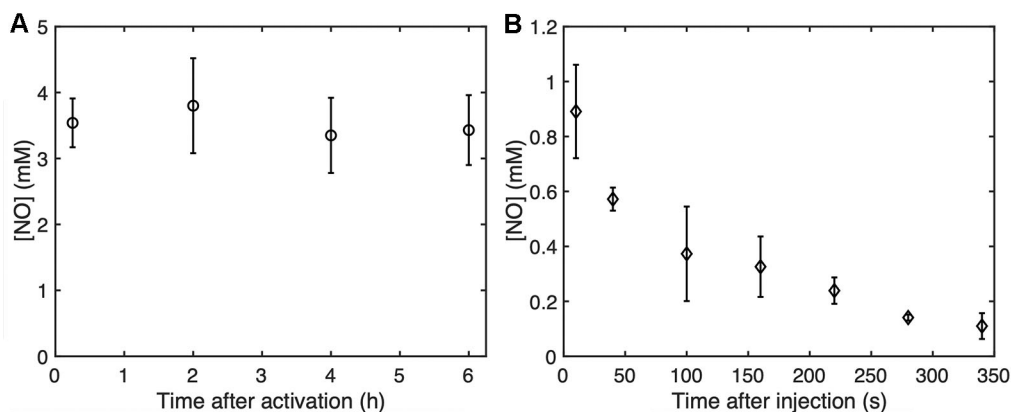 A
5
4
3
2
1
0
[NO] (mM)
0 1 2 3 4 5 6
Time after activation (h)
B
1.2
1
0.8
0.6
0.4
0.2
0
[NO] (mM)
0 50 100 150 200 250 300 350
Time after injection (s)